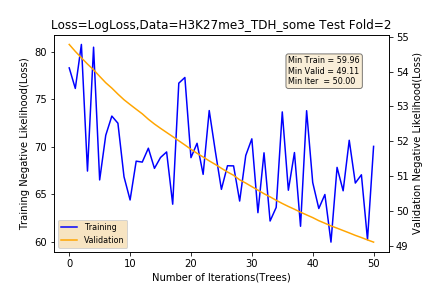 Loss=LogLoss,Data=H3K27me3_TDH_some Test Fold=2
80
75
70
65
60
55
54
53
52
51
50
49
Min Train = 59.96
Min Valid = 49.11
Min Iter = 50.00
Training Negative Likelihood(Loss)
Validation Negative Likelihood(Loss)
Training
Validation
0
10
20
30
40
50
Number of Iterations(Trees)